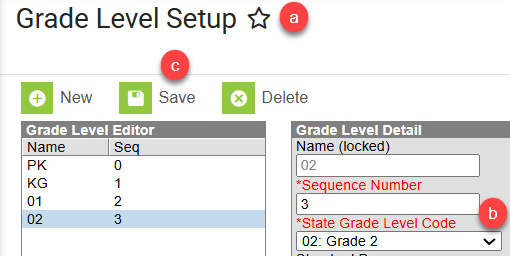 Grade Level Setup a
c
New Save Delete
Grade Level Editor
Name Seq
PK 0
KG 1
01 2
02 3
Grade Level Detail
Name (locked)
02
*Sequence Number
3
b
*State Grade Level Code
02: Grade 2